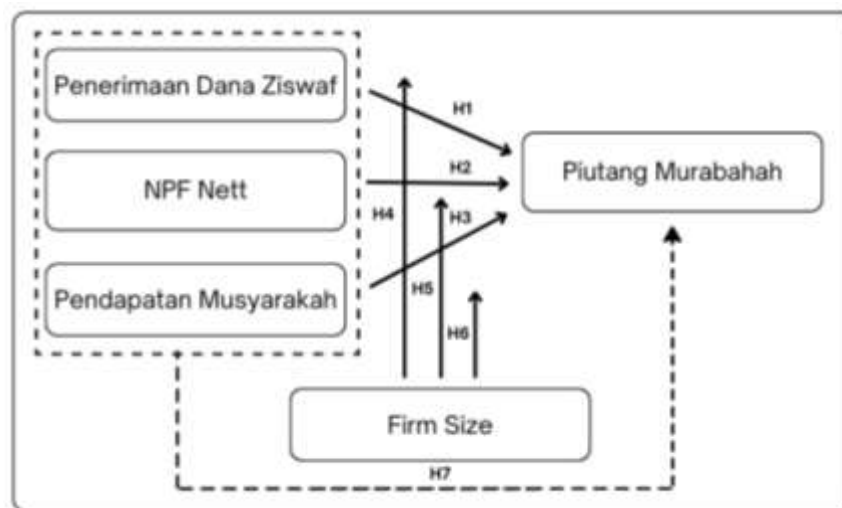 Penerimaan Dana Ziswaf
H1
Piutang Murabahah
H2
NPF Nett
H4
H3
Pendapatan Musyarakah
H5
H6
Firm Size
H7